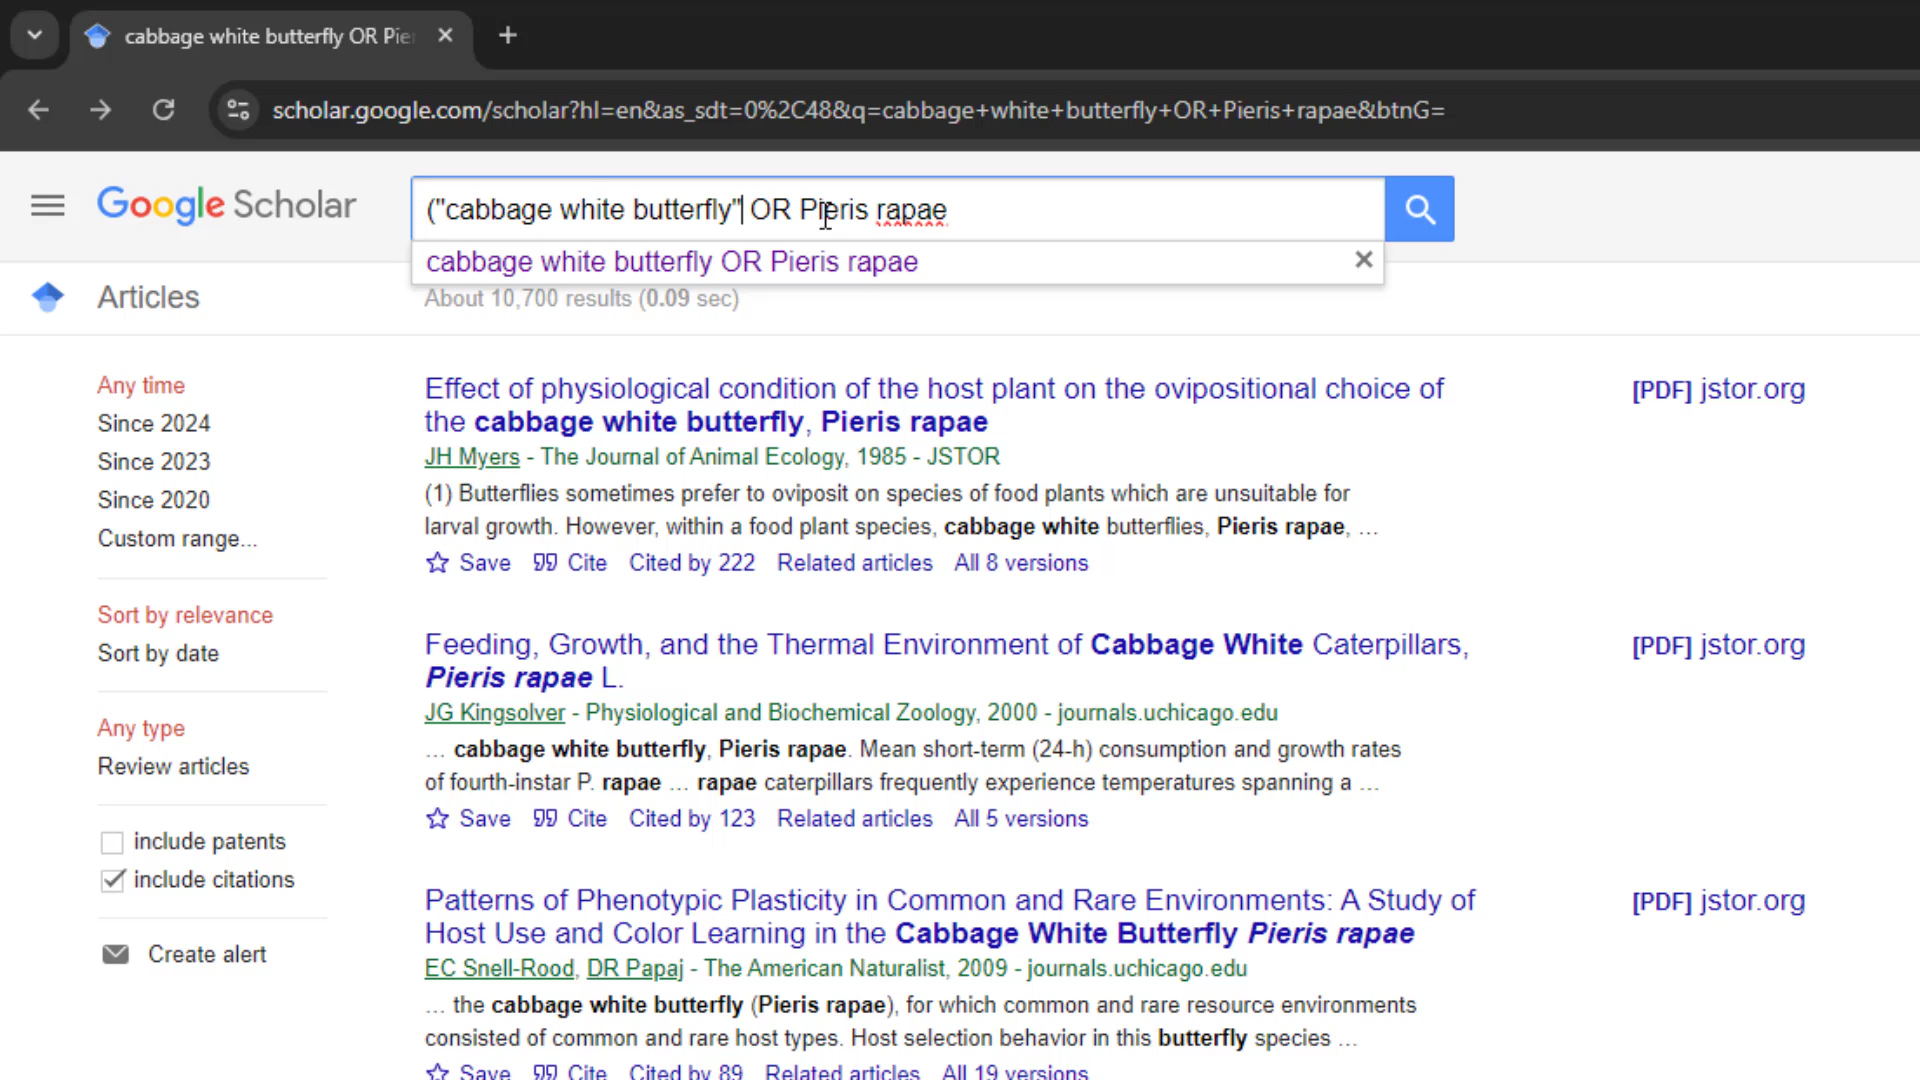 cabbage white butterfly OR Pie
scholar.google.com/scholar?hl=en&as_sdt=0%2C48&q=cabbage+white+butterfly+OR+Pieris+rapae&btnG=
Google Scholar
("cabbage white butterfly" OR Pieris rapae
cabbage white butterfly OR Pieris rapae
Articles
About 10,700 results (0.09 sec)
Any time
Since 2024
Since 2023
Since 2020
Custom range...
Sort by relevance
Sort by date
Any type
Review articles
include patents
include citations
Create alert
Effect of physiological condition of the host plant on the ovipositional choice of
the cabbage white butterfly, Pieris rapae
JH Myers - The Journal of Animal Ecology, 1985 - JSTOR
(1) Butterflies sometimes prefer to oviposit on species of food plants which are unsuitable for
larval growth. However, within a food plant species, cabbage white butterflies, Pieris rapae, …
Save Cite Cited by 222 Related articles All 8 versions
[PDF] jstor.org
Feeding, Growth, and the Thermal Environment of Cabbage White Caterpillars,
Pieris rapae L.
JG Kingsolver - Physiological and Biochemical Zoology, 2000 - journals.uchicago.edu
… cabbage white butterfly, Pieris rapae. Mean short-term (24-h) consumption and growth rates
of fourth-instar P. rapae … rapae caterpillars frequently experience temperatures spanning a …
Save Cite Cited by 123 Related articles All 5 versions
[PDF] jstor.org
Patterns of Phenotypic Plasticity in Common and Rare Environments: A Study of
Host Use and Color Learning in the Cabbage White Butterfly Pieris rapae
EC Snell-Rood, DR Papaj - The American Naturalist, 2009 - journals.uchicago.edu
… the cabbage white butterfly (Pieris rapae), for which common and rare resource environments
consisted of common and rare host types. Host selection behavior in this butterfly species …
Save Cite Cited by 89 Related articles All 19 versions
[PDF] jstor.org